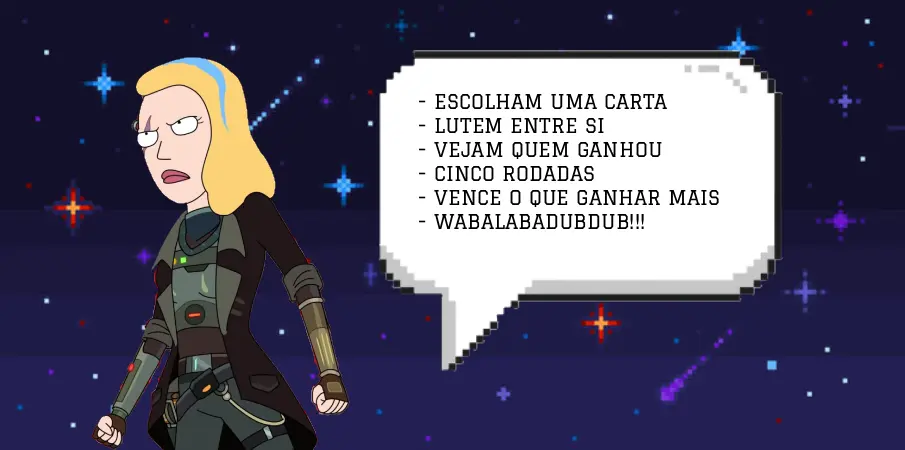 - ESCOLHAM UMA CARTA
- LUTEM ENTRE SI
- VEJAM QUEM GANHOU
- CINCO RODADAS
- VENCE O QUE GANHAR MAIS
- WABALABADUBDUB!!!